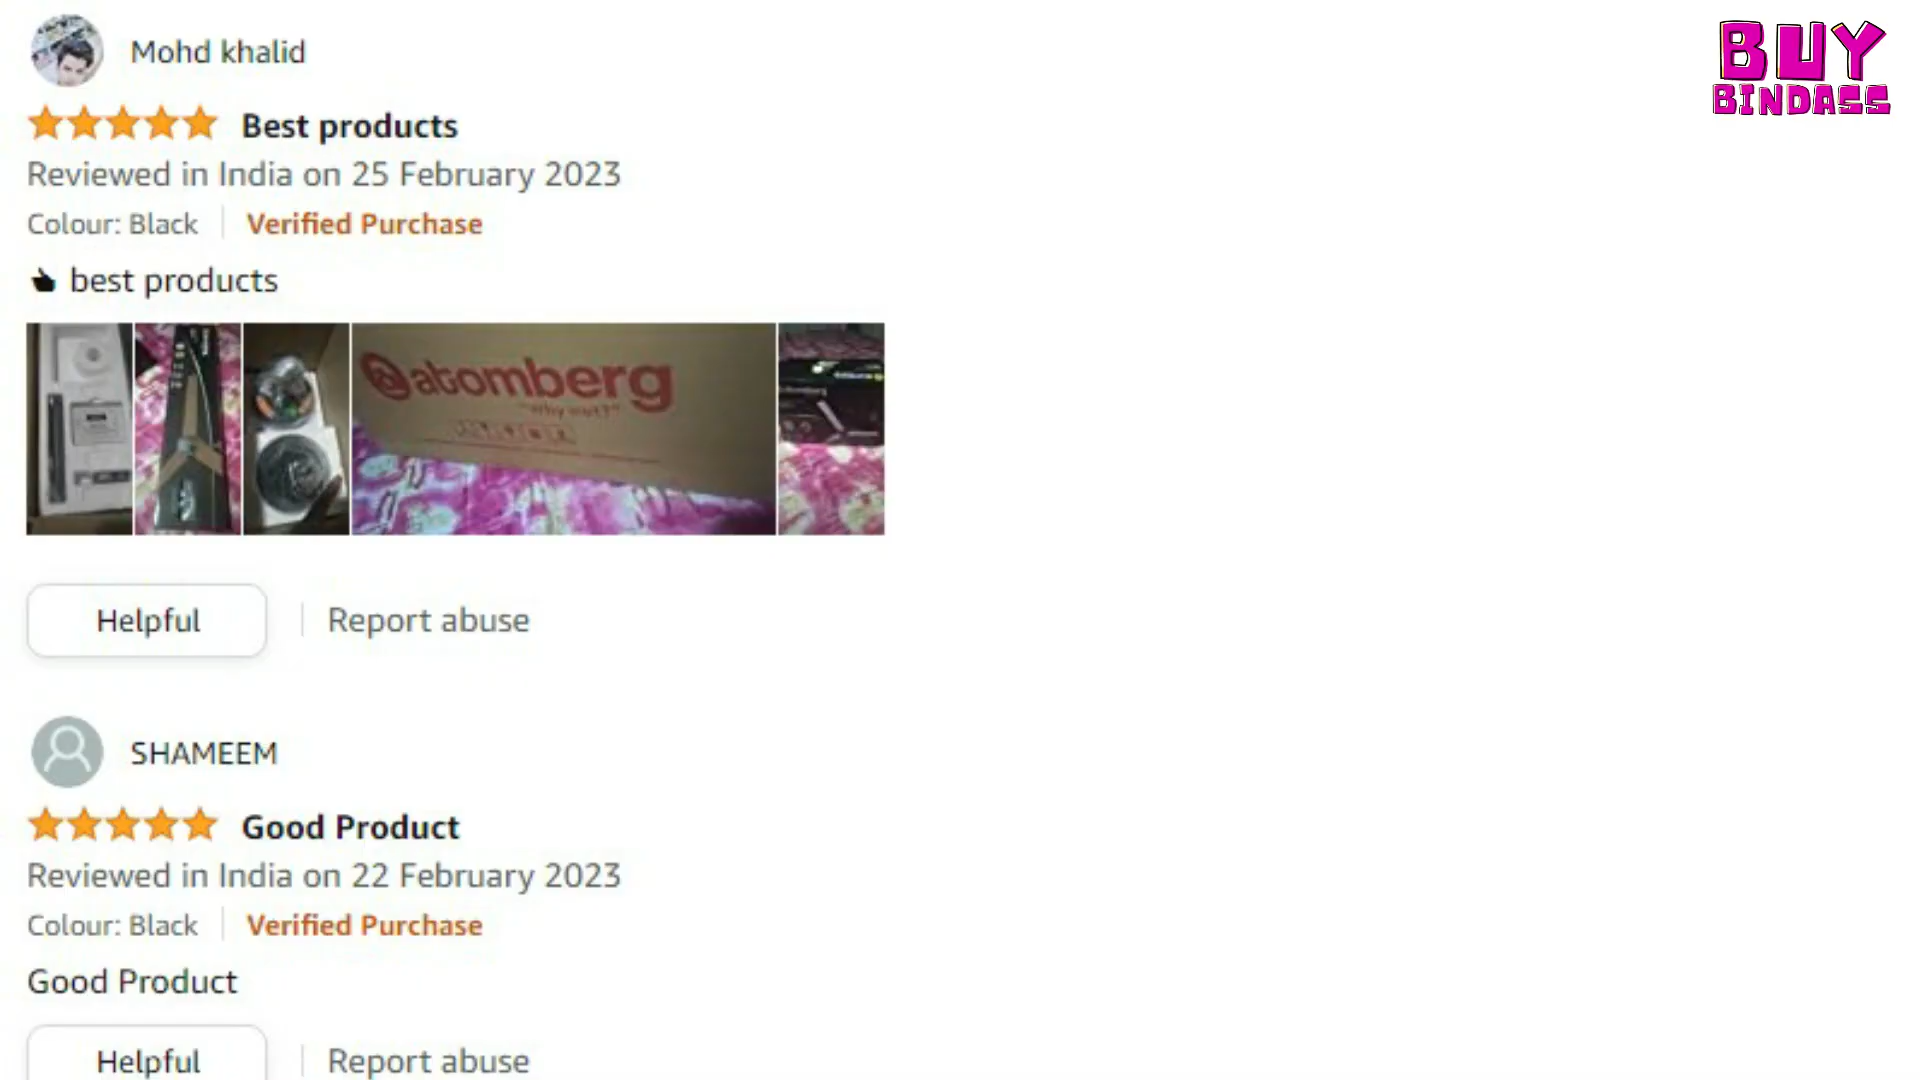 Mohd khalid
Best products
Reviewed in India on 25 February 2023
Colour: Black
Verified Purchase
best products
atomberg
"why not?"
Helpful
Report abuse
SHAMEEM
Good Product
Reviewed in India on 22 February 2023
Colour: Black
Verified Purchase
Good Product
Helpful
Report abuse
BUY
BINDASS